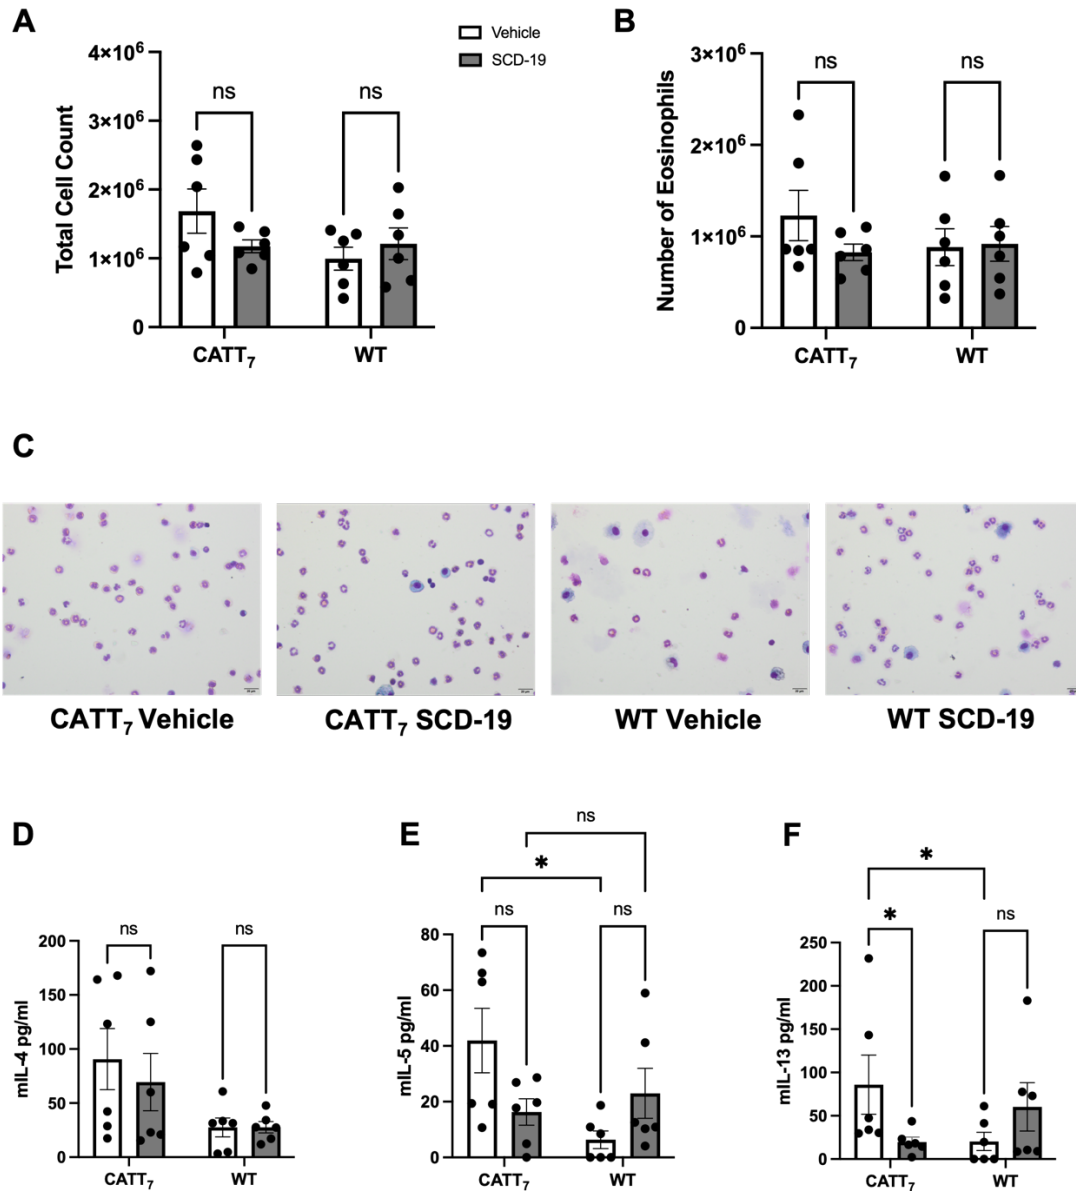 A
Vehicle
SCD-19
4×10⁶
3×10⁶
2×10⁶
1×10⁶
0
Total Cell Count
ns
ns
CATT₇
WT
B
3×10⁶
2×10⁶
1×10⁶
0
Number of Eosinophils
ns
ns
CATT₇
WT
C
CATT₇ Vehicle
CATT₇ SCD-19
WT Vehicle
WT SCD-19
D
200
150
100
50
0
mIL-4 pg/ml
ns
ns
CATT₇
WT
E
80
60
40
20
0
mIL-5 pg/ml
ns
*
ns
ns
CATT₇
WT
F
250
200
150
100
50
0
mIL-13 pg/ml
*
*
ns
CATT₇
WT